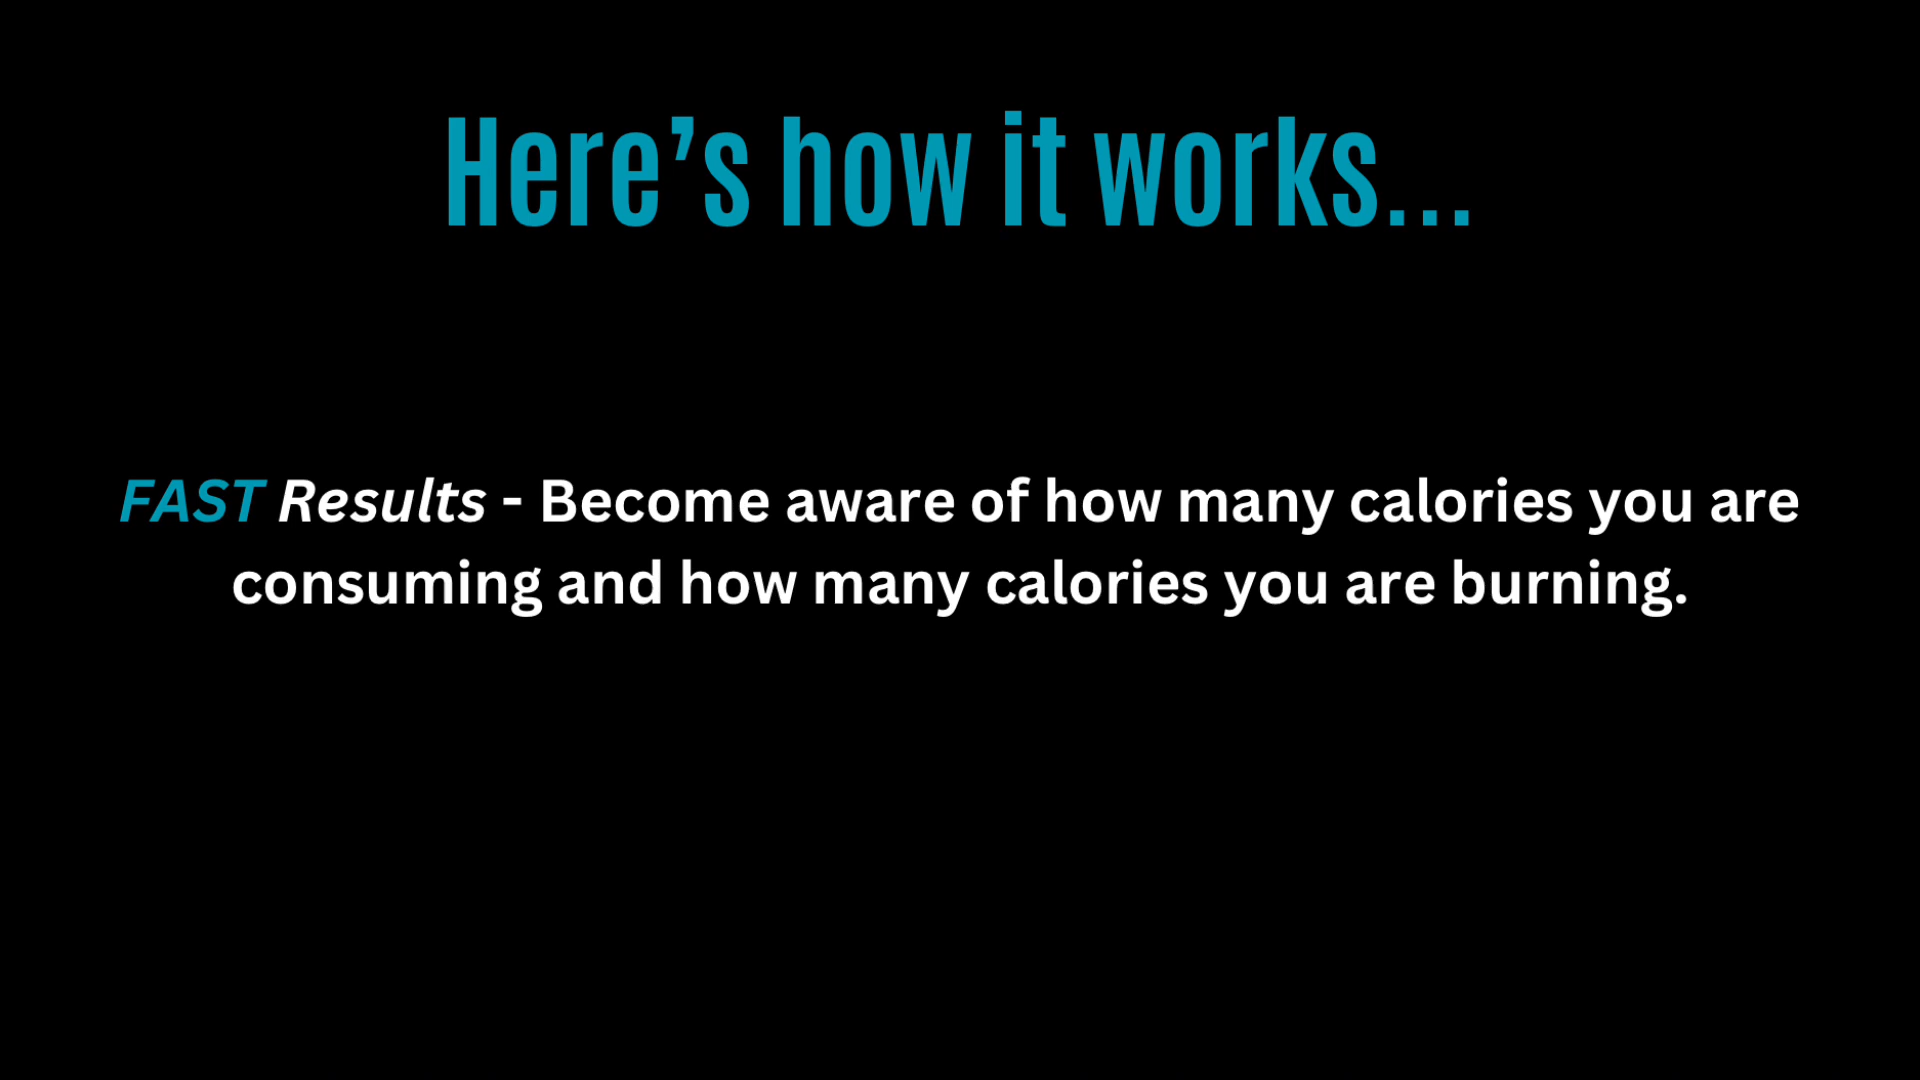 Here’s how it works...
FAST Results - Become aware of how many calories you are
consuming and how many calories you are burning.